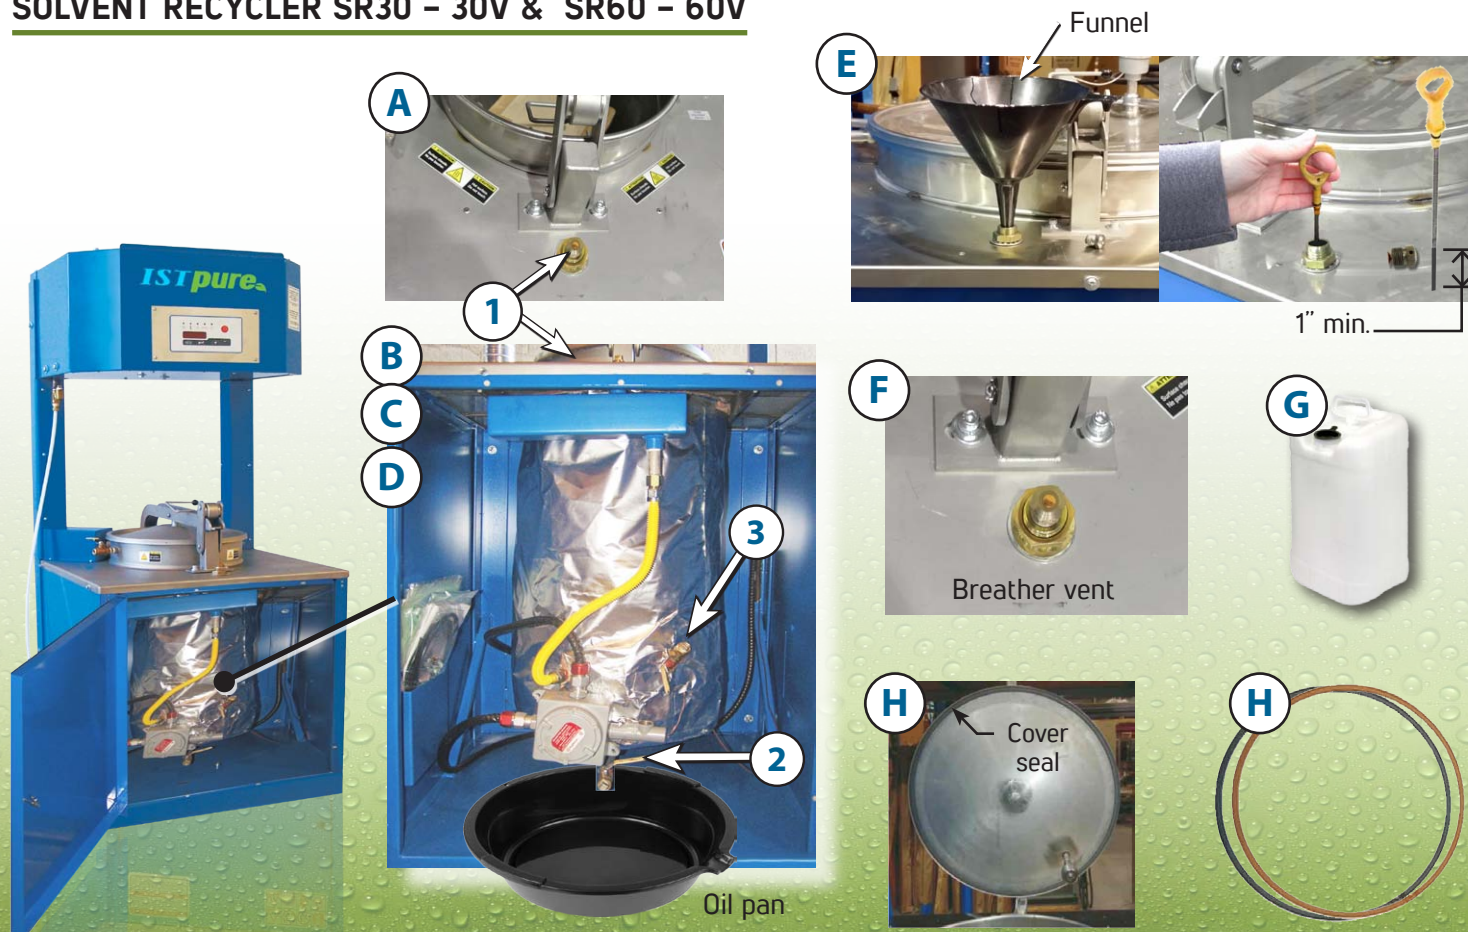 SOLVENT RECYCLER SR30 – 30V & SR60 – 60V
Funnel
E
A
1
1" min.
ISTpure
B
C
D
F
G
3
Breather vent
2
H
Cover
seal
H
Oil pan